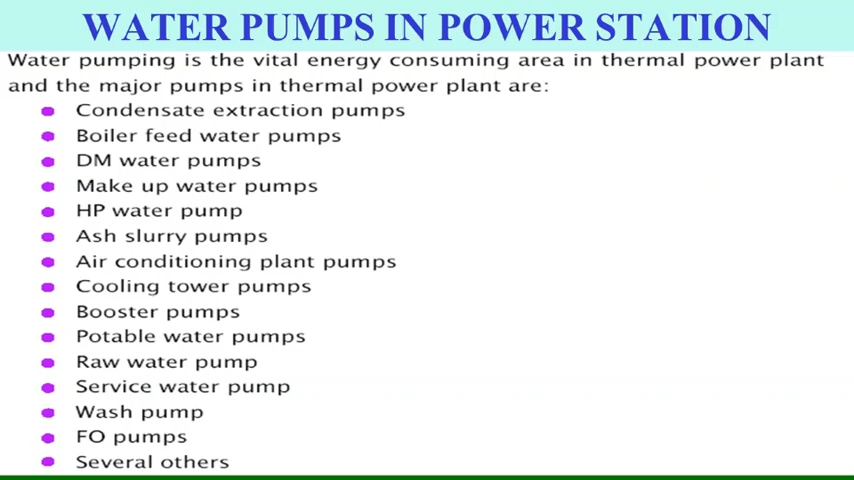 WATER PUMPS IN POWER STATION
Water pumping is the vital energy consuming area in thermal power plant
and the major pumps in thermal power plant are:
Condensate extraction pumps
Boiler feed water pumps
DM water pumps
Make up water pumps
HP water pump
Ash slurry pumps
Air conditioning plant pumps
Cooling tower pumps
Booster pumps
Potable water pumps
Raw water pump
Service water pump
Wash pump
FO pumps
Several others